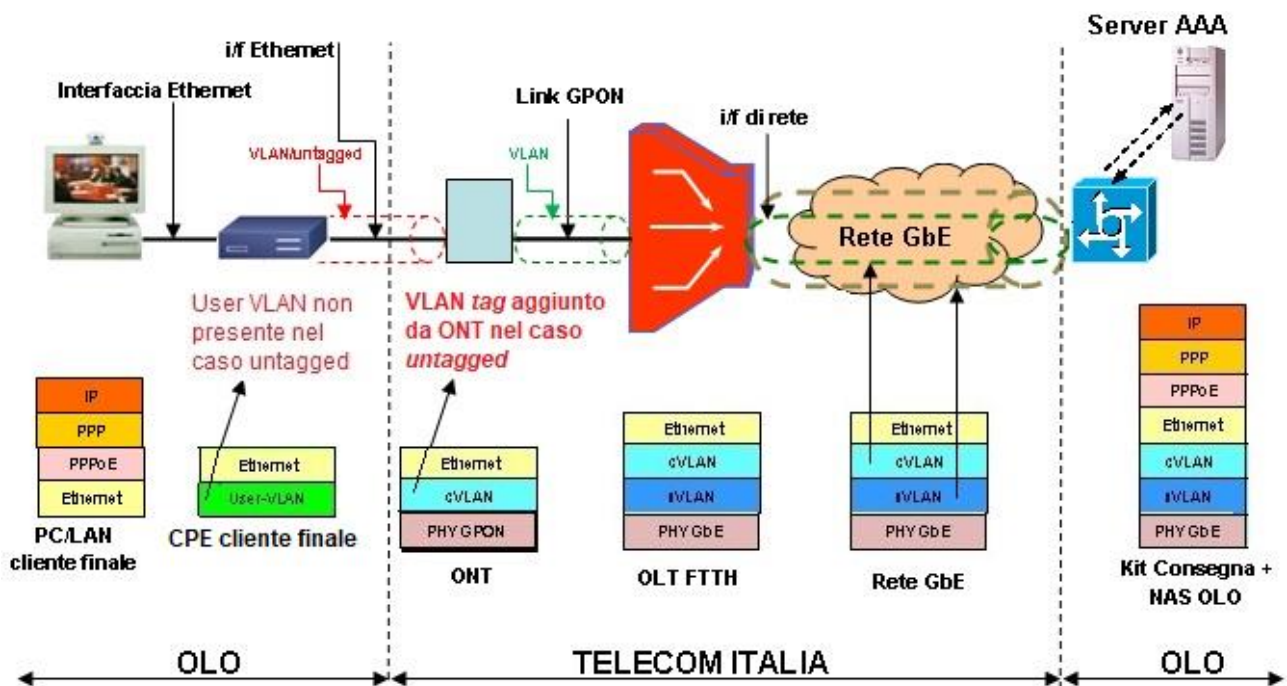 Server AAA
i/f Ethernet
Interfaccia Ethernet
Link GPON
i/f di rete
VLAN/untagged
VLAN
Rete GbE
User VLAN non
presente nel
caso untagged
VLAN tag aggiunto
da ONT nel caso
untagged
IP
PPP
PPPoE
Ethernet
PC/LAN
cliente finale
Ethernet
User-VLAN
CPE cliente finale
Ethernet
cVLAN
PHY GPON
ONT
Ethernet
cVLAN
sVLAN
PHY GbE
OLT FTTH
Ethernet
cVLAN
sVLAN
PHY GbE
Rete GbE
IP
PPP
PPPoE
Ethernet
cVLAN
sVLAN
PHY GbE
Kit Consegna +
NAS OLO
OLO
TELECOM ITALIA
OLO